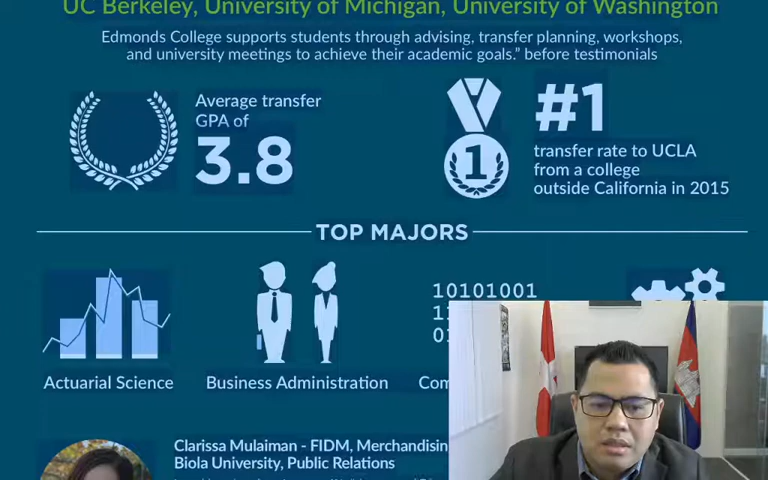 UC Berkeley, University of Michigan, University of Washington
Edmonds College supports students through advising, transfer planning, workshops,
and university meetings to achieve their academic goals.” before testimonials
Average transfer
GPA of
3.8
1
#1
transfer rate to UCLA
from a college
outside California in 2015
TOP MAJORS
10101001
Actuarial Science
Business Administration
Clarissa Mulaiman - FIDM, Merchandisin
Biola University, Public Relations